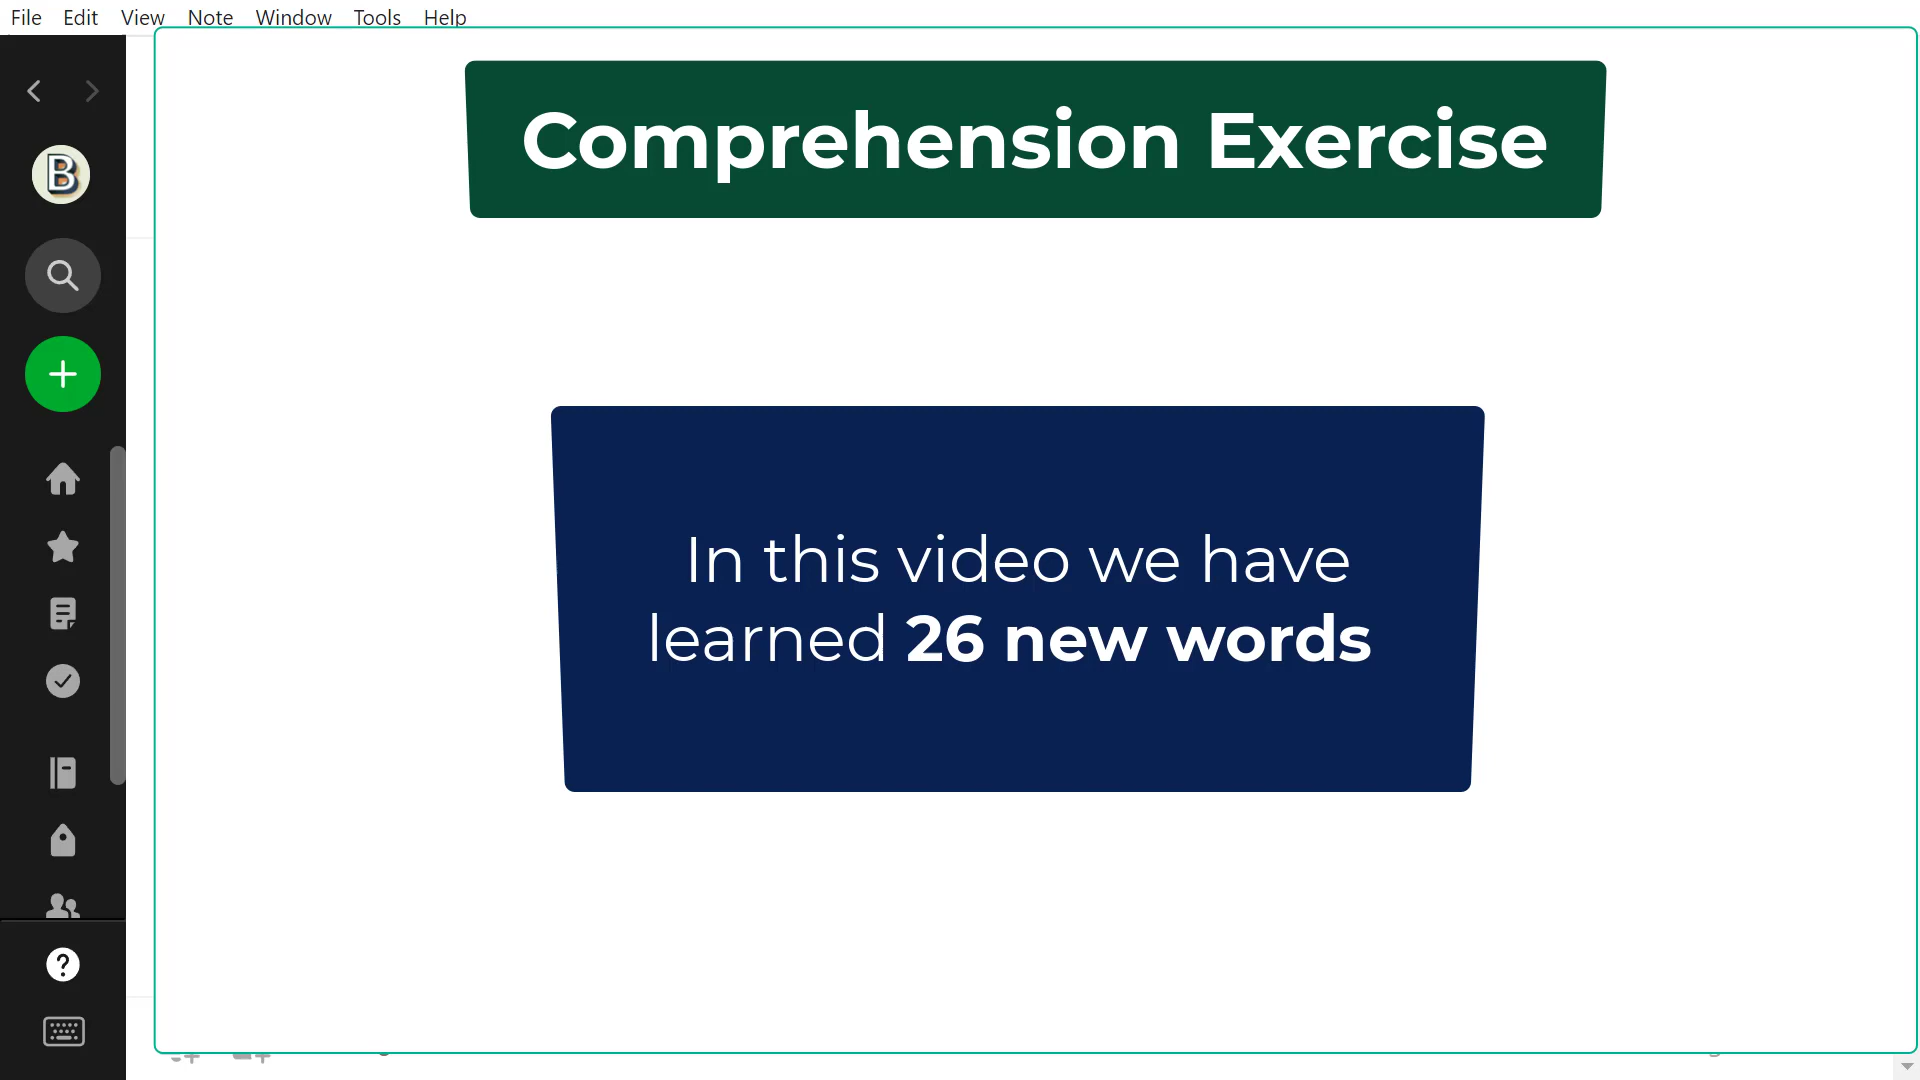 File Edit View Note Window Tools Help
B
Comprehension Exercise
In this video we have
learned 26 new words